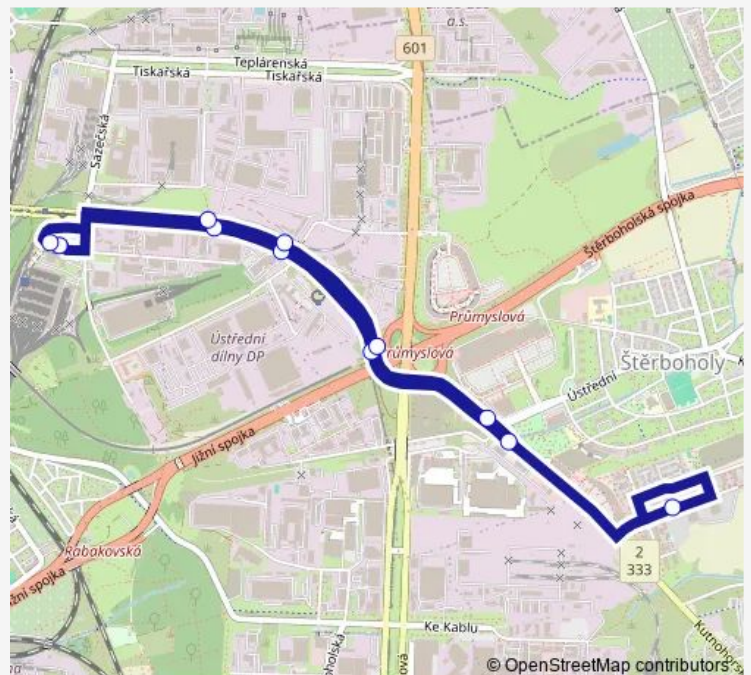 a.s.
601
Teplárenská
Tiskařská
Tiskařská
Sazečská
Štěrboholská spojka
Průmyslová
Ústřední
dílny DP
Průmyslová
Štěrboholy
Ústřední
Jižní spojka
Rabakovská
Jižní spojka
2
333
Ke Kablu
Kutnohors
© OpenStreetMap contributors